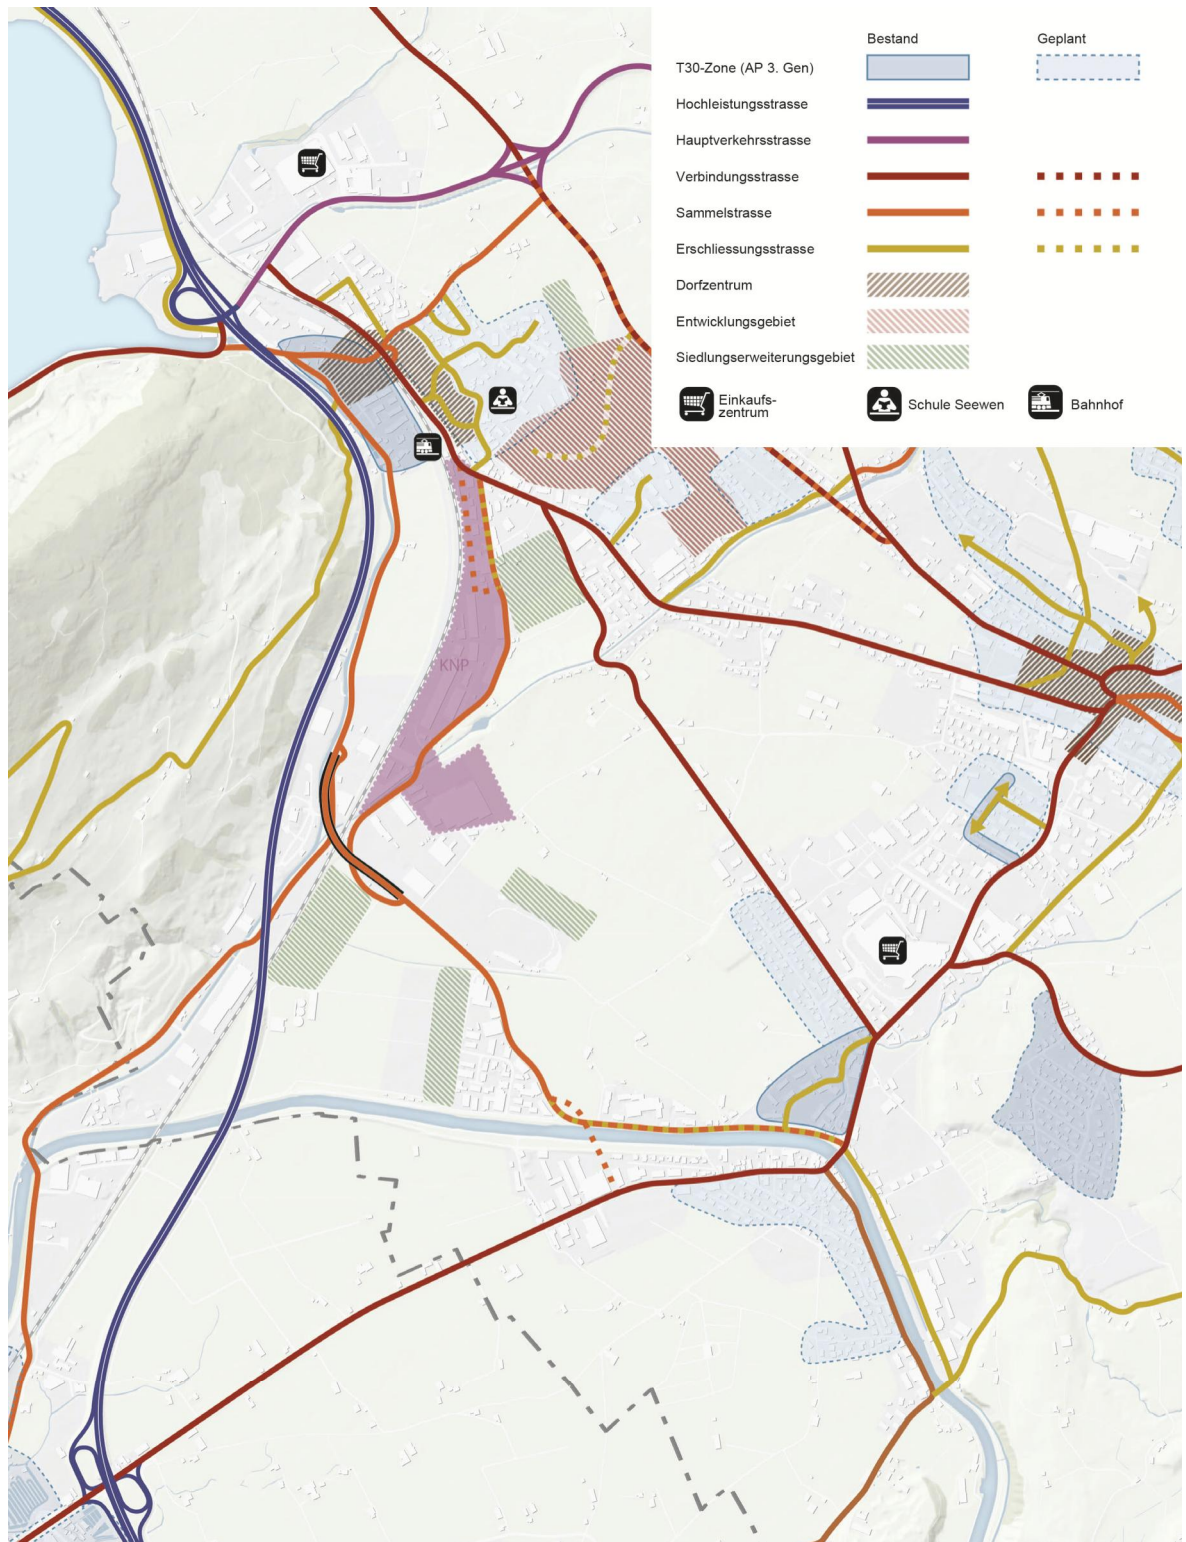 Bestand Geplant
T30-Zone (AP 3. Gen)
Hochleistungsstrasse
Hauptverkehrsstrasse
Verbindungsstrasse
Sammelstrasse
Erschliessungsstrasse
Dorfzentrum
Entwicklungsgebiet
Siedlungserweiterungsgebiet
Einkaufs-
zentrum
Schule Seewen
Bahnhof
KNP